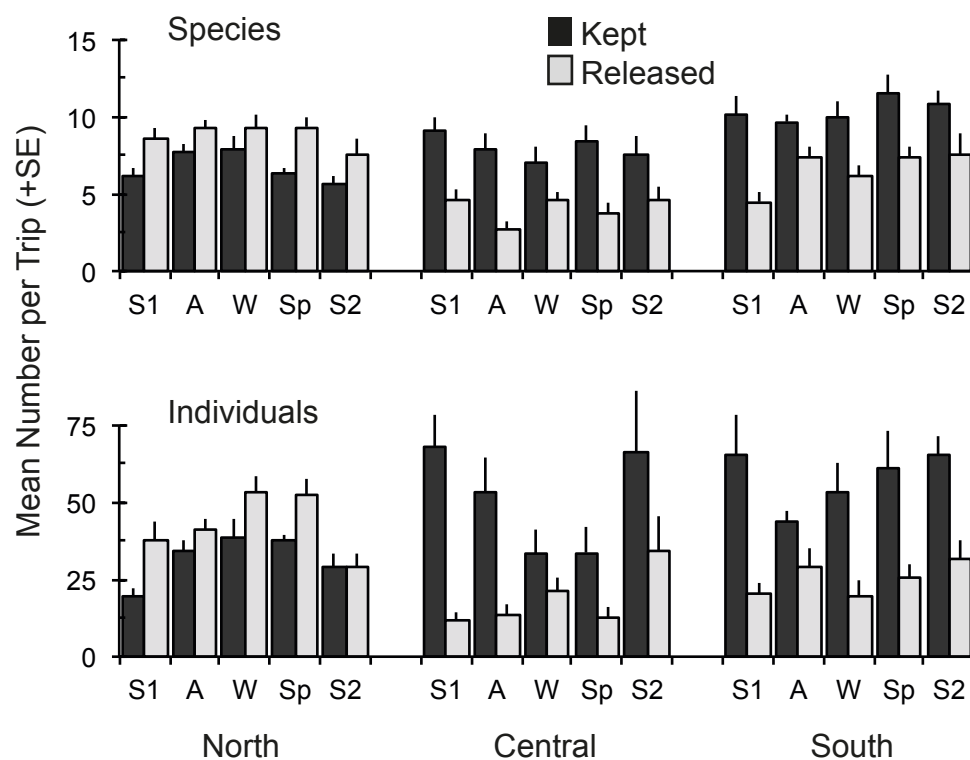 Mean Number per Trip (+SE)
Species
Kept
Released
15
10
5
0
S1 A W Sp S2 S1 A W Sp S2 S1 A W Sp S2
Individuals
75
50
25
0
S1 A W Sp S2 S1 A W Sp S2 S1 A W Sp S2
North Central South